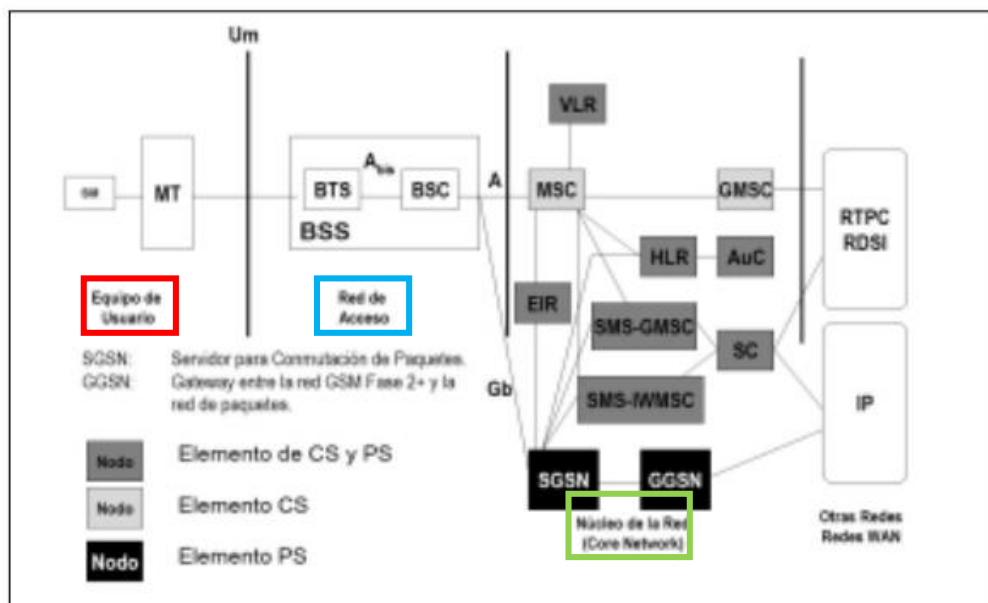 Um
VLR
MT
A bis
BTS
BSC
BSS
A
MSC
GMSC
RTPC
RDSI
HLR
AuC
EIR
SMS-GMSC
SC
SMS-IWMSC
Gb
IP
Equipo de
Usuario
Red de
Acceso
SGSN: Servidor para Conmutación de Paquetes.
GGSN: Gateway entre la red GSM Fase 2+ y la
red de paquetes.
Nodo Elemento de CS y PS
Nodo Elemento CS
Nodo Elemento PS
SGSN
GGSN
Núcleo de la Red
(Core Network)
Otras Redes
Redes WAN